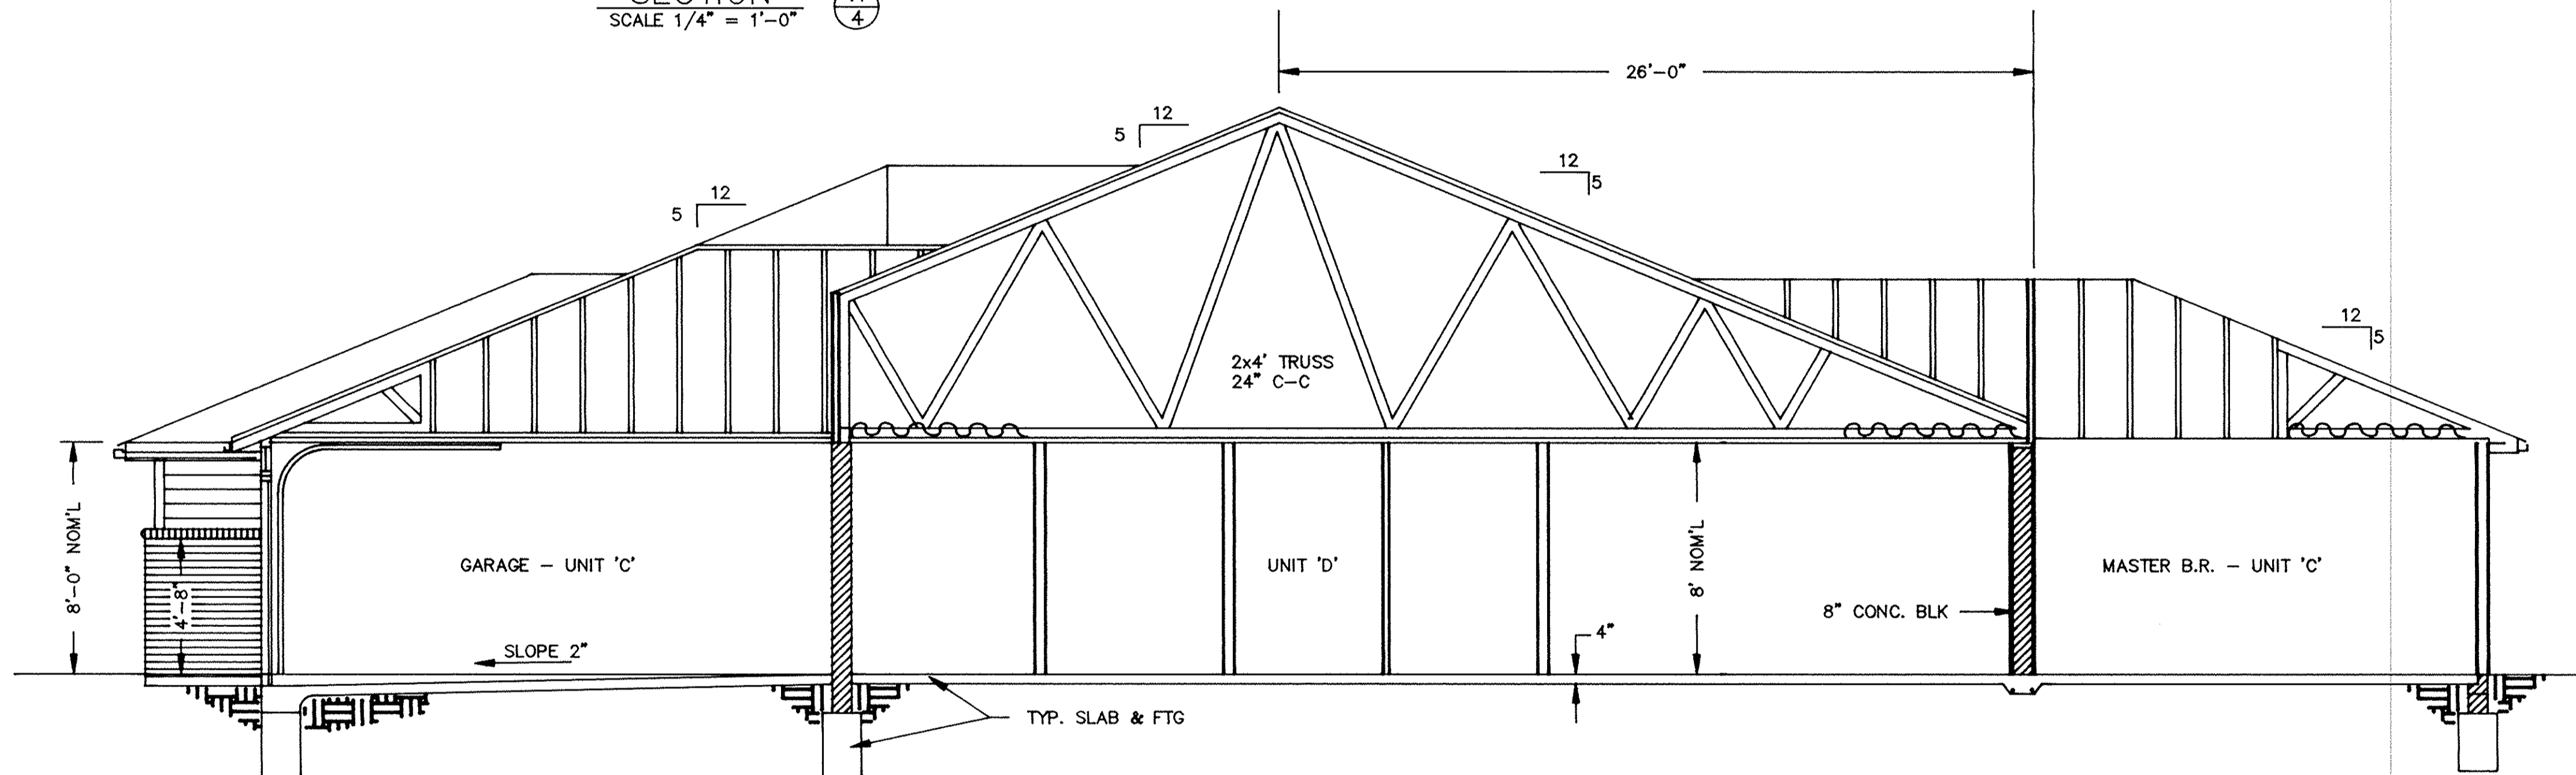 SECTION
SCALE 1/4" = 1'-0"
4
26'-0"
12
5
12
5
12
5
12
5
2x4' TRUSS
24" C-C
8'-0" NOM'L
4'-8"
GARAGE - UNIT 'C'
SLOPE 2"
UNIT 'D'
8' NOM'L
4"
8" CONC. BLK
MASTER B.R. - UNIT 'C'
TYP. SLAB & FTG